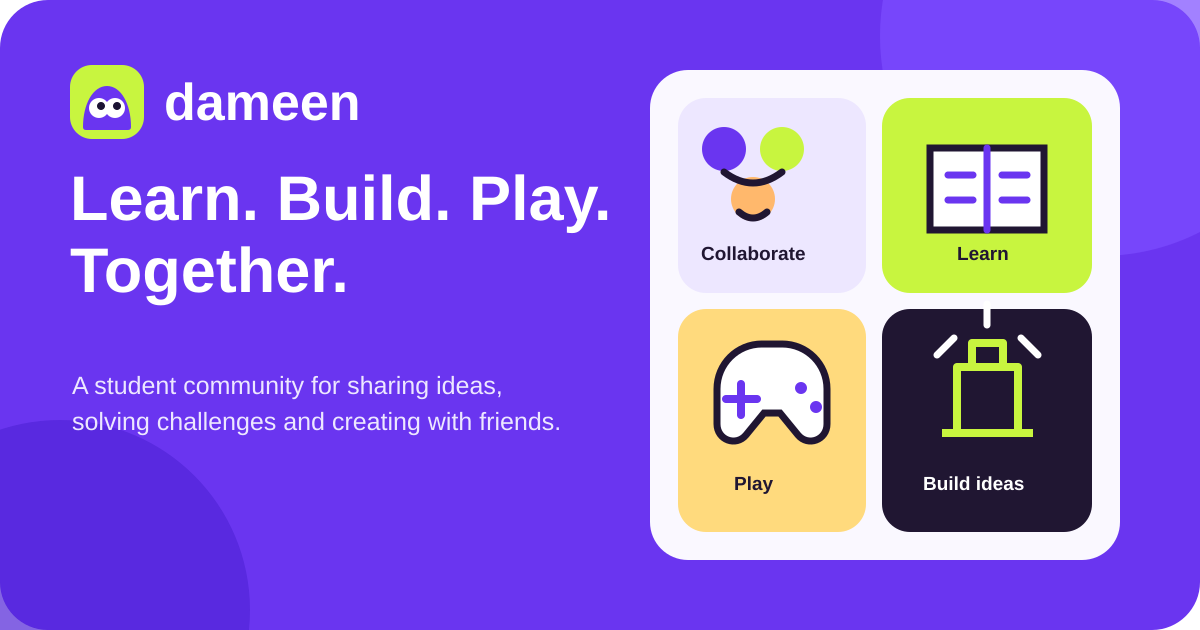 dameen
Learn. Build. Play.
Together.
A student community for sharing ideas,
solving challenges and creating with friends.
Collaborate
Learn
Play
Build ideas